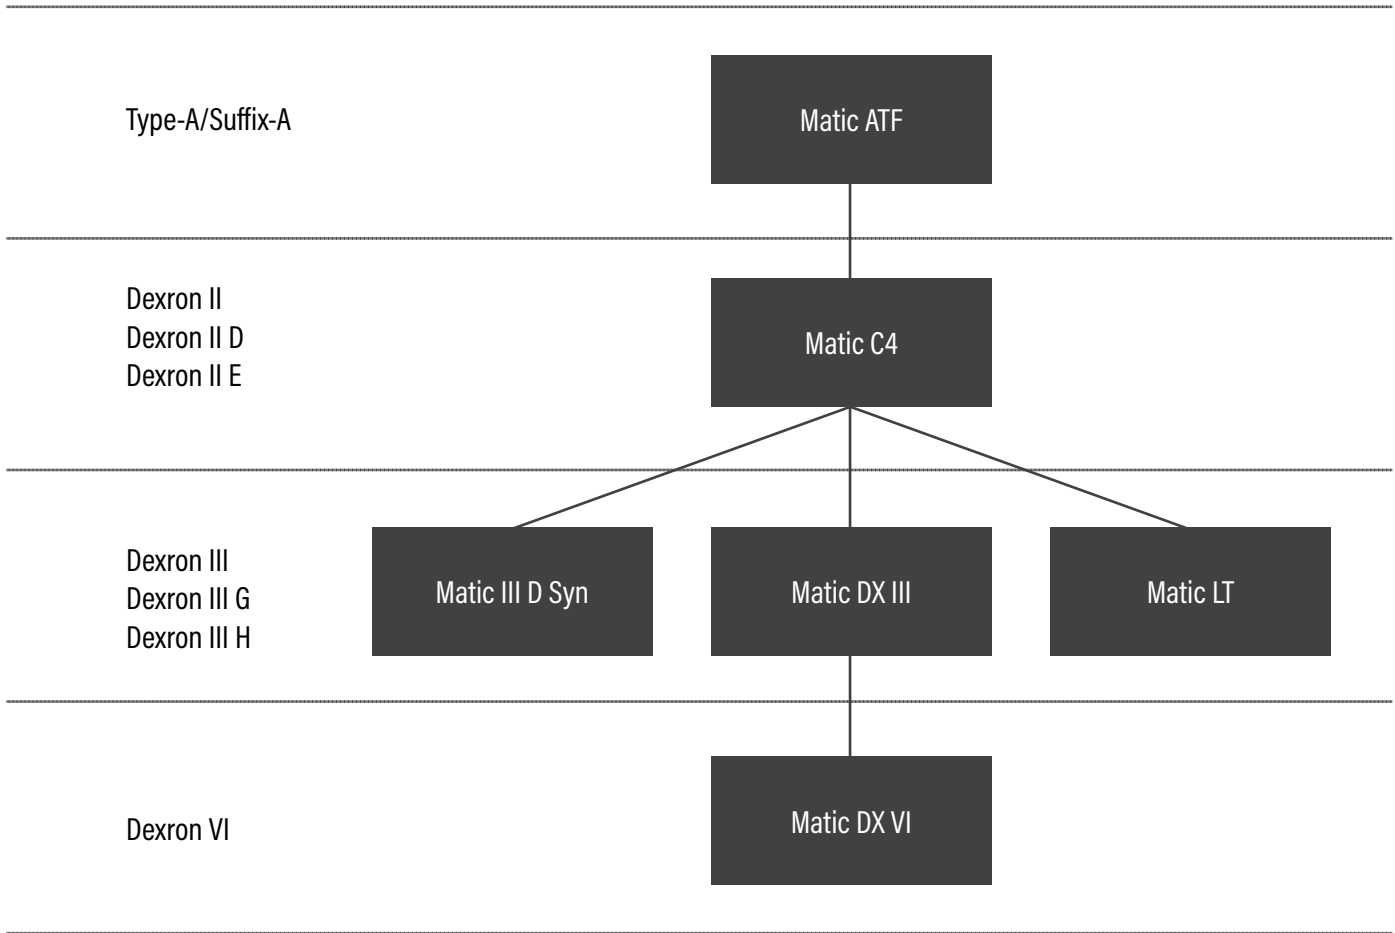 Type-A/Suffix-A
Matic ATF
Dexron II
Dexron II D
Dexron II E
Matic C4
Dexron III
Dexron III G
Dexron III H
Matic III D Syn
Matic DX III
Matic LT
Dexron VI
Matic DX VI